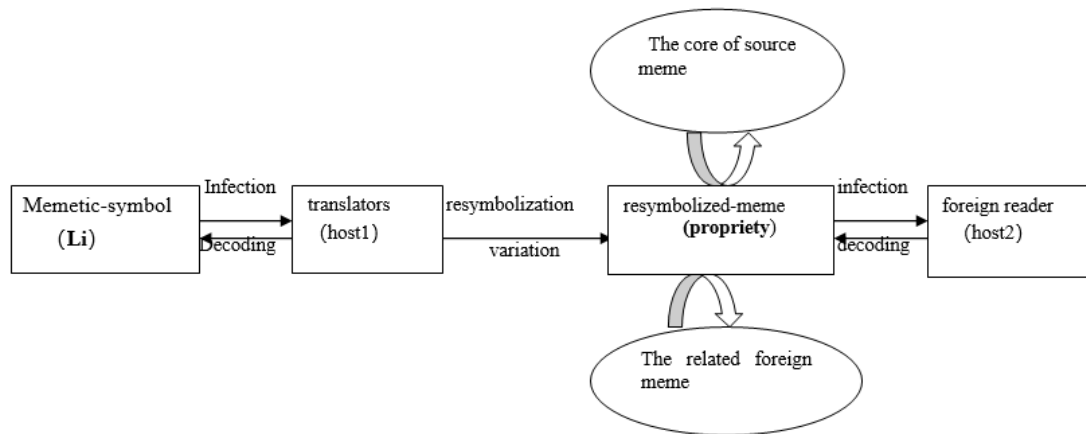 The core of source
meme
Infection
Memetic-symbol
(Li)
Decoding
translators
(host1)
resymbolization
variation
resymbolized-meme
(propriety)
infection
decoding
foreign reader
(host2)
The related foreign
meme